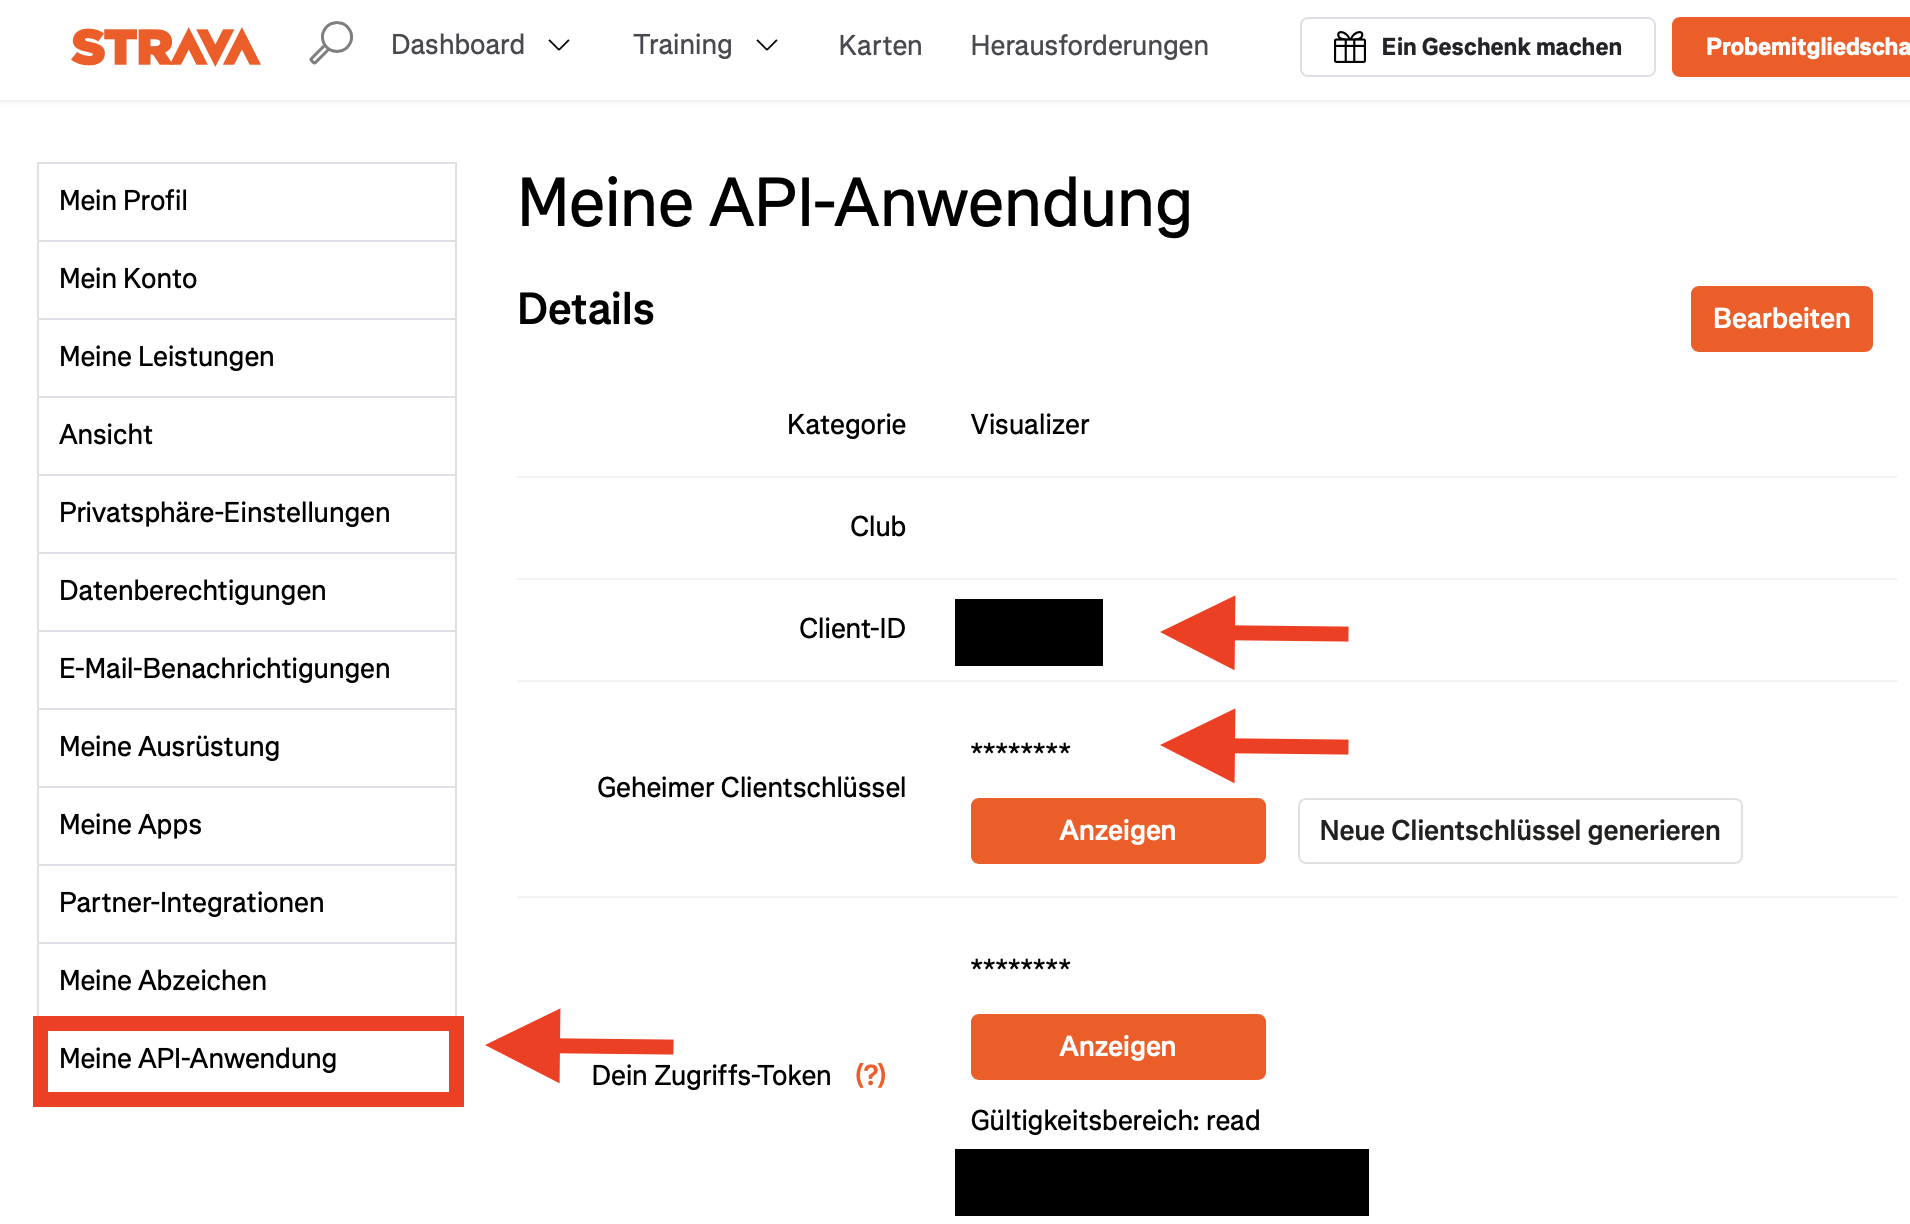 STRAVA
Dashboard
Training
Karten
Herausforderungen
Ein Geschenk machen
Probemitgliedscha
Mein Profil
Mein Konto
Meine Leistungen
Ansicht
Privatsphäre-Einstellungen
Datenberechtigungen
E-Mail-Benachrichtigungen
Meine Ausrüstung
Meine Apps
Partner-Integrationen
Meine Abzeichen
Meine API-Anwendung
Meine API-Anwendung
Details
Bearbeiten
Kategorie Visualizer
Club
Client-ID
Geheimer Clientschlüssel
********
Anzeigen
Neue Clientschlüssel generieren
Dein Zugriffs-Token (?)
********
Anzeigen
Gültigkeitsbereich: read